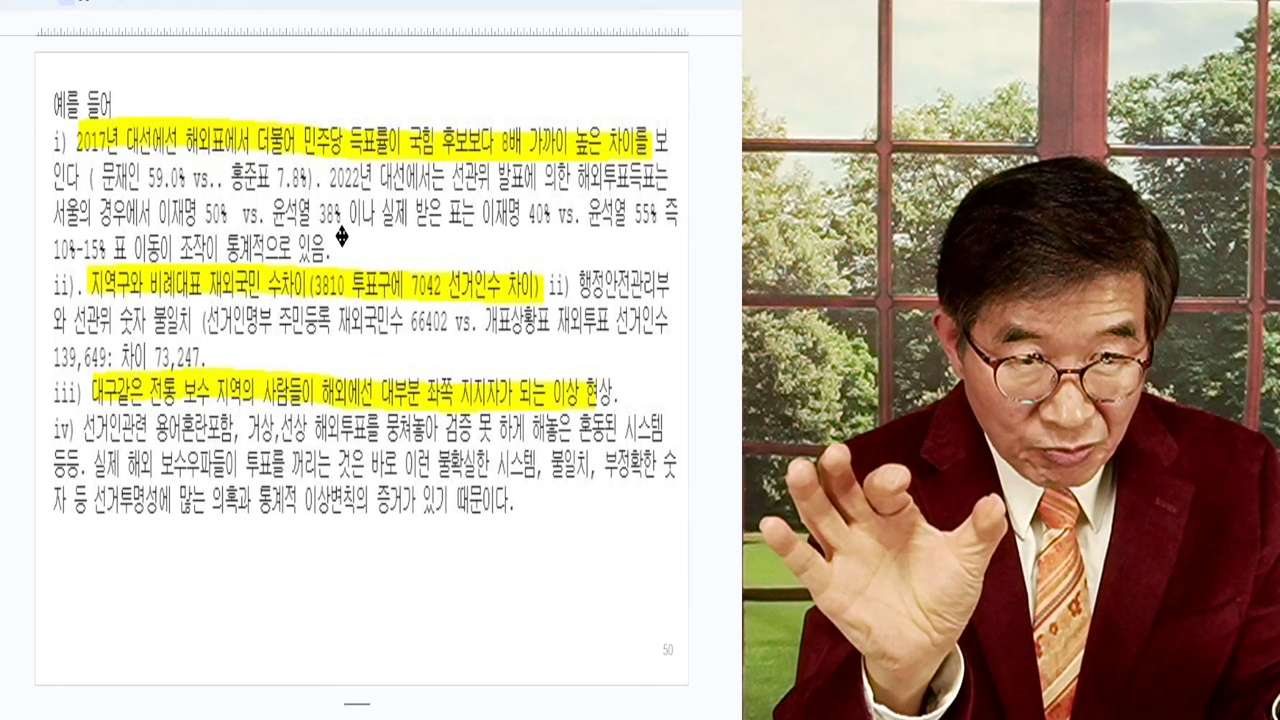 예를 들어
i) 2017년 대선에선 해외표에서 더불어 민주당 득표률이 국힘 후보보다 8배 가까이 높은 차이를 보
인다 ( 문재인 59.0% vs.. 홍준표 7.8%). 2022년 대선에서는 선관위 발표에 의한 해외투표득표는
서울의 경우에서 이재명 50% vs. 윤석열 38% 이나 실제 받은 표는 이재명 40% vs. 윤석열 55% 즉
10%-15% 표 이동이 조작이 통계적으로 있음.
ii). 지역구와 비례대표 재외국민 수차이(3810 투표구에 7042 선거인수 차이) ii) 행정안전관리부
와 선관위 숫자 불일치 (선거인명부 주민등록 재외국민수 66402 vs. 개표상황표 재외투표 선거인수
139,649: 차이 73,247.
iii) 대구같은 전통 보수 지역의 사람들이 해외에선 대부분 좌쪽 지지자가 되는 이상 현상.
iv) 선거인관련 용어혼란포함, 거상,선상 해외투표를 뭉쳐놓아 검증 못 하게 해놓은 혼동된 시스템
등등. 실제 해외 보수우파들이 투표를 꺼리는 것은 바로 이런 불확실한 시스템, 불일치, 부정확한 숫
자 등 선거투명성에 많는 의혹과 통계적 이상변칙의 증거가 있기 때문이다.
50